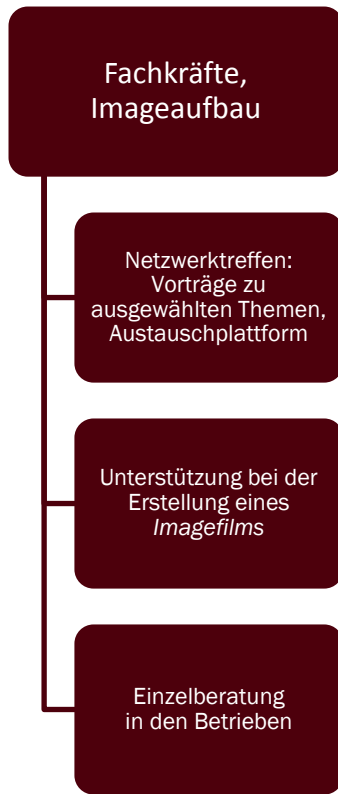 Fachkräfte,
Imageaufbau
Netzwerktreffen:
Vorträge zu
ausgewählten Themen,
Austauschplattform
Unterstützung bei der
Erstellung eines
Imagefilms
Einzelberatung
in den Betrieben